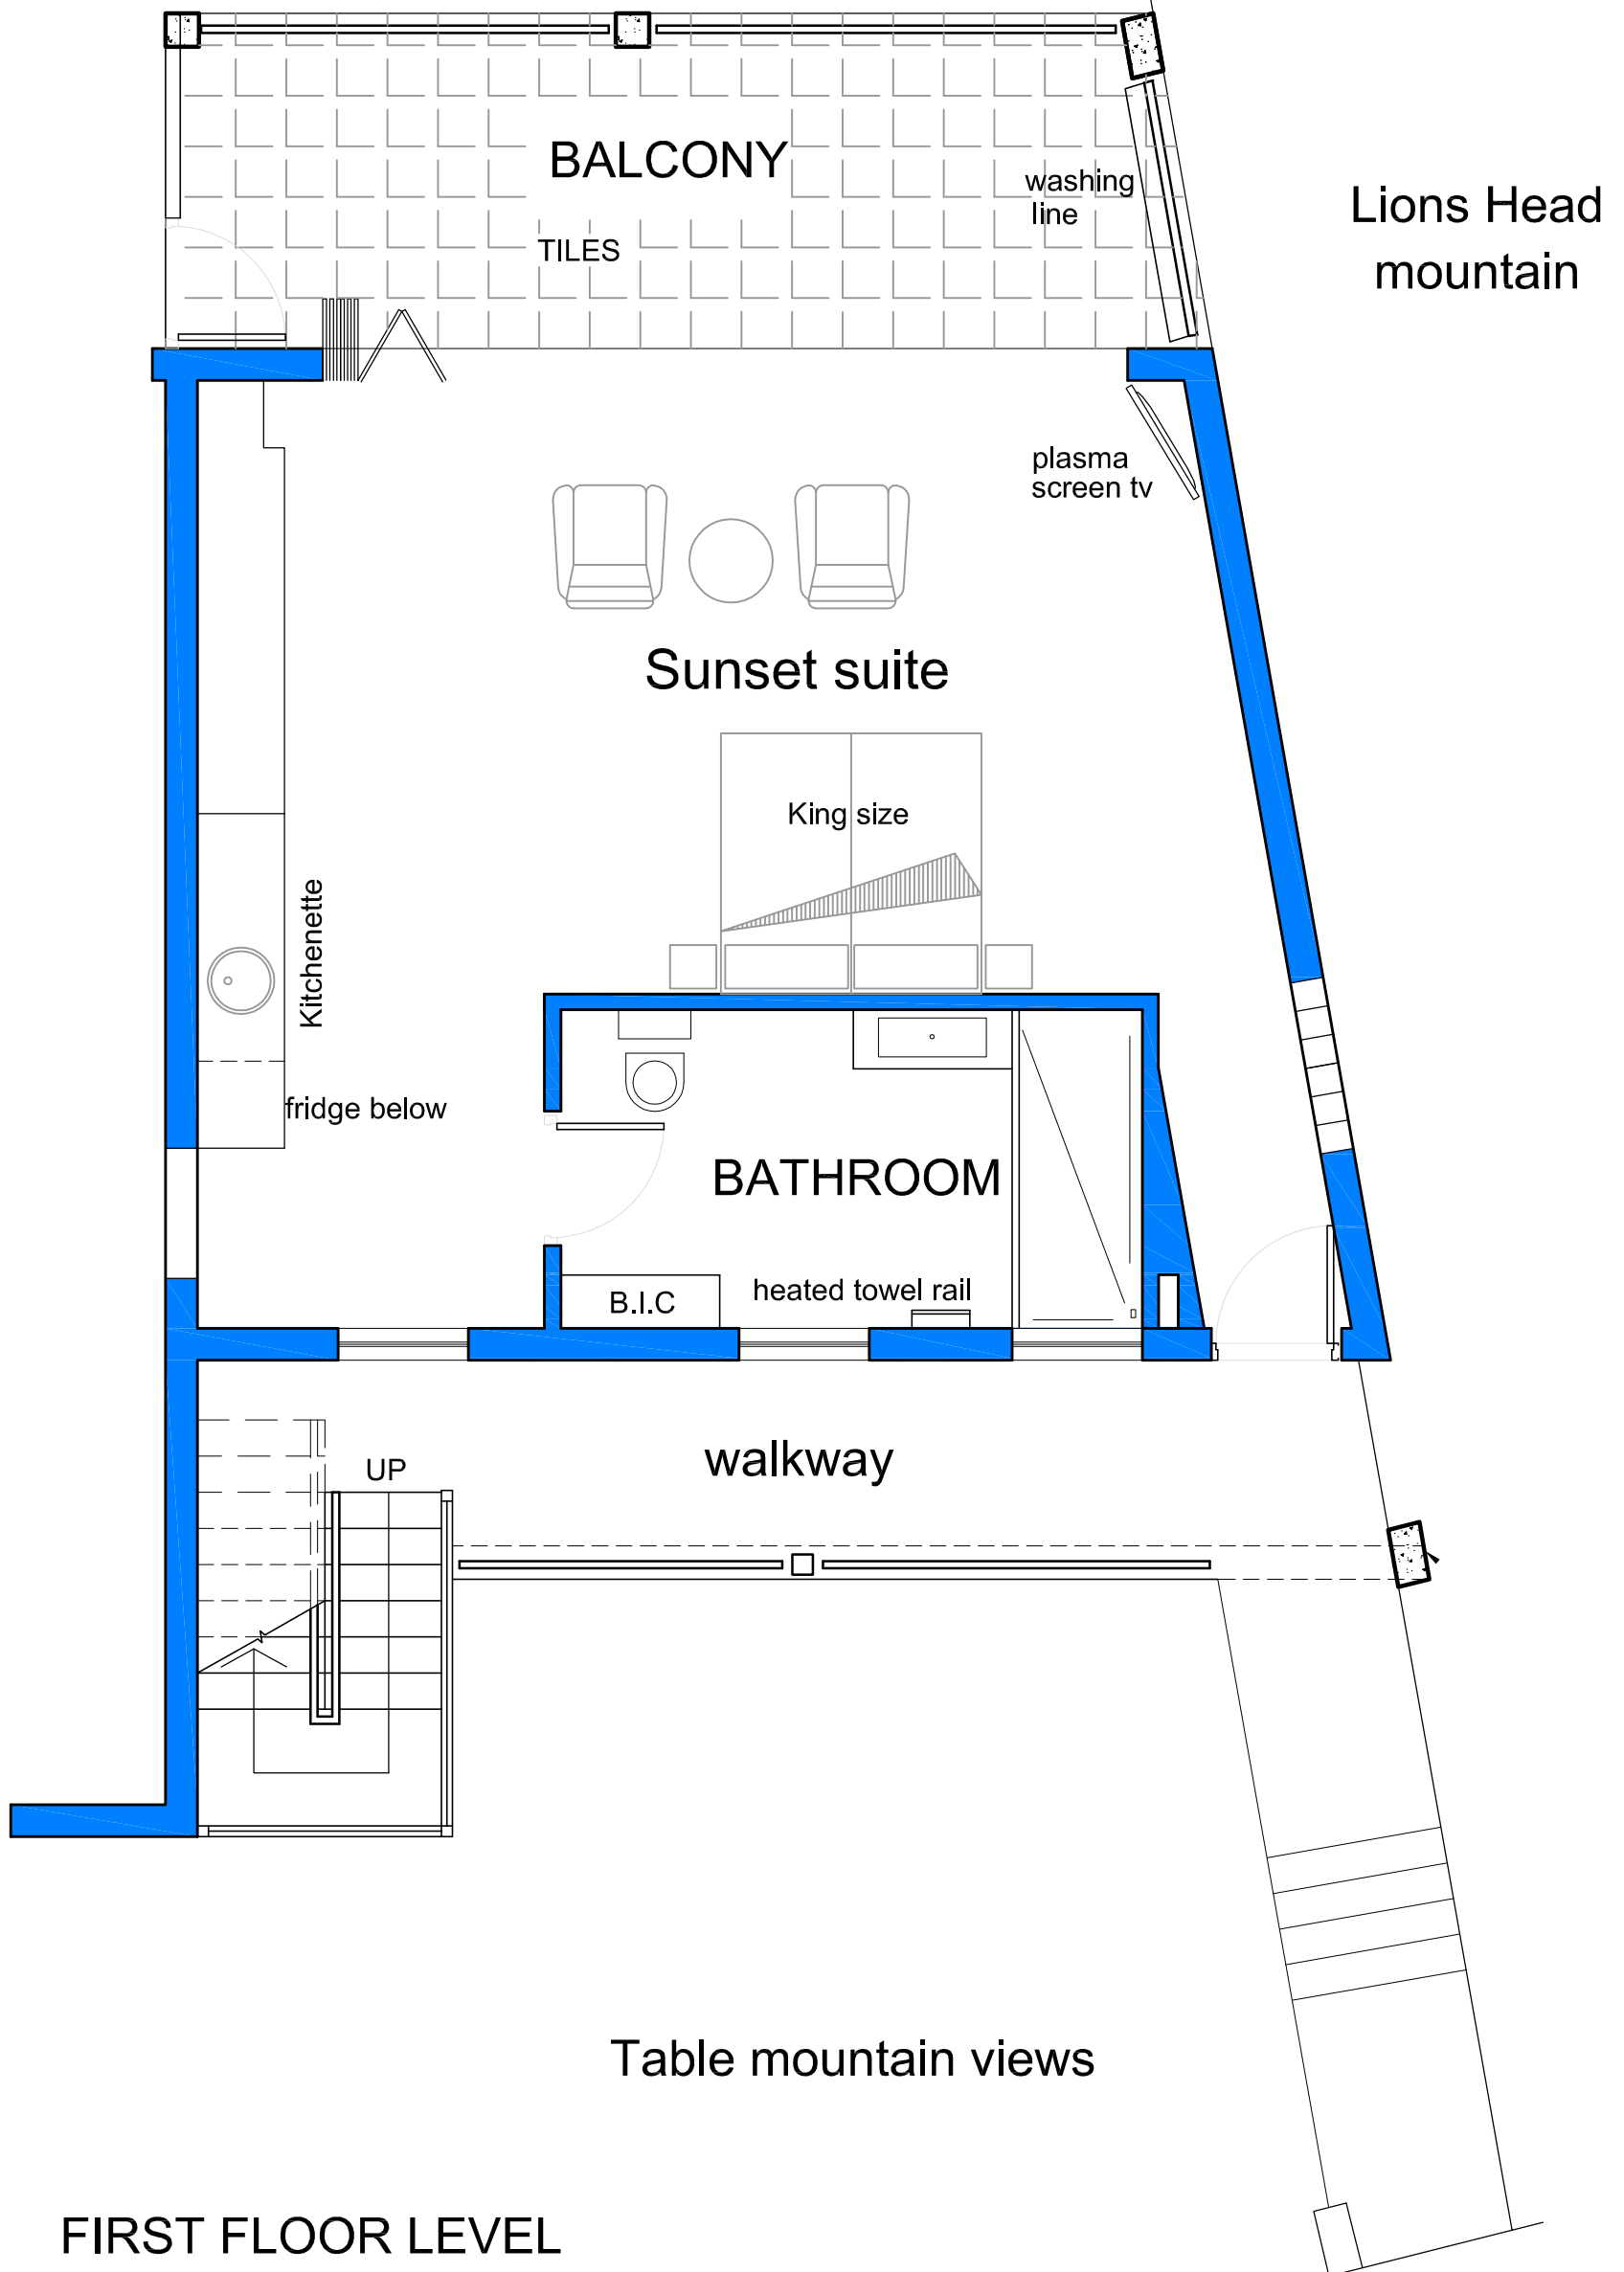 BALCONY
washing
line
Lions Head
mountain
TILES
plasma
screen tv
Sunset suite
King size
Kitchenette
fridge below
BATHROOM
B.I.C
heated towel rail
walkway
UP
Table mountain views
FIRST FLOOR LEVEL